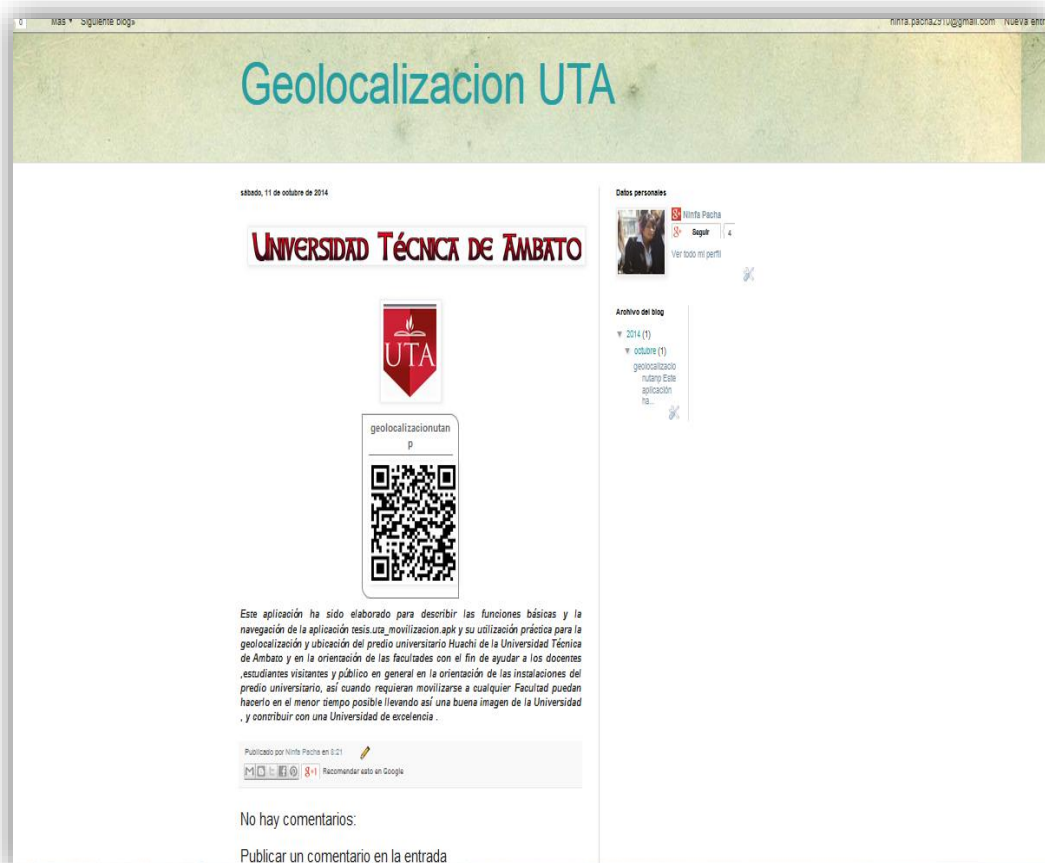 0 Más ▼ Siguiente blog» ninfa.pacha2910@gmail.com Nueva entr
Geolocalizacion UTA
sábado, 11 de octubre de 2014
UNIVERSIDAD TÉCNICA DE AMBATO
UTA
geolocalizacionutan
p
Este aplicación ha sido elaborado para describir las funciones básicas y la
navegación de la aplicación tesis.uta_movilizacion.apk y su utilización práctica para la
geolocalización y ubicación del predio universitario Huachi de la Universidad Técnica
de Ambato y en la orientación de las facultades con el fin de ayudar a los docentes
,estudiantes visitantes y público en general en la orientación de las instalaciones del
predio universitario, así cuando requieran movilizarse a cualquier Facultad puedan
hacerlo en el menor tiempo posible llevando así una buena imagen de la Universidad
, y contribuir con una Universidad de excelencia .
Publicado por Ninfa Pacha en 3:21
g+1 Recomendar esto en Google
No hay comentarios:
Publicar un comentario en la entrada
Datos personales
Ninfa Pacha
Seguir 4
Ver todo mi perfil
Archivo del blog
▼ 2014 (1)
▼ octubre (1)
geolocalizacio
nutanp Este
aplicación
ha...